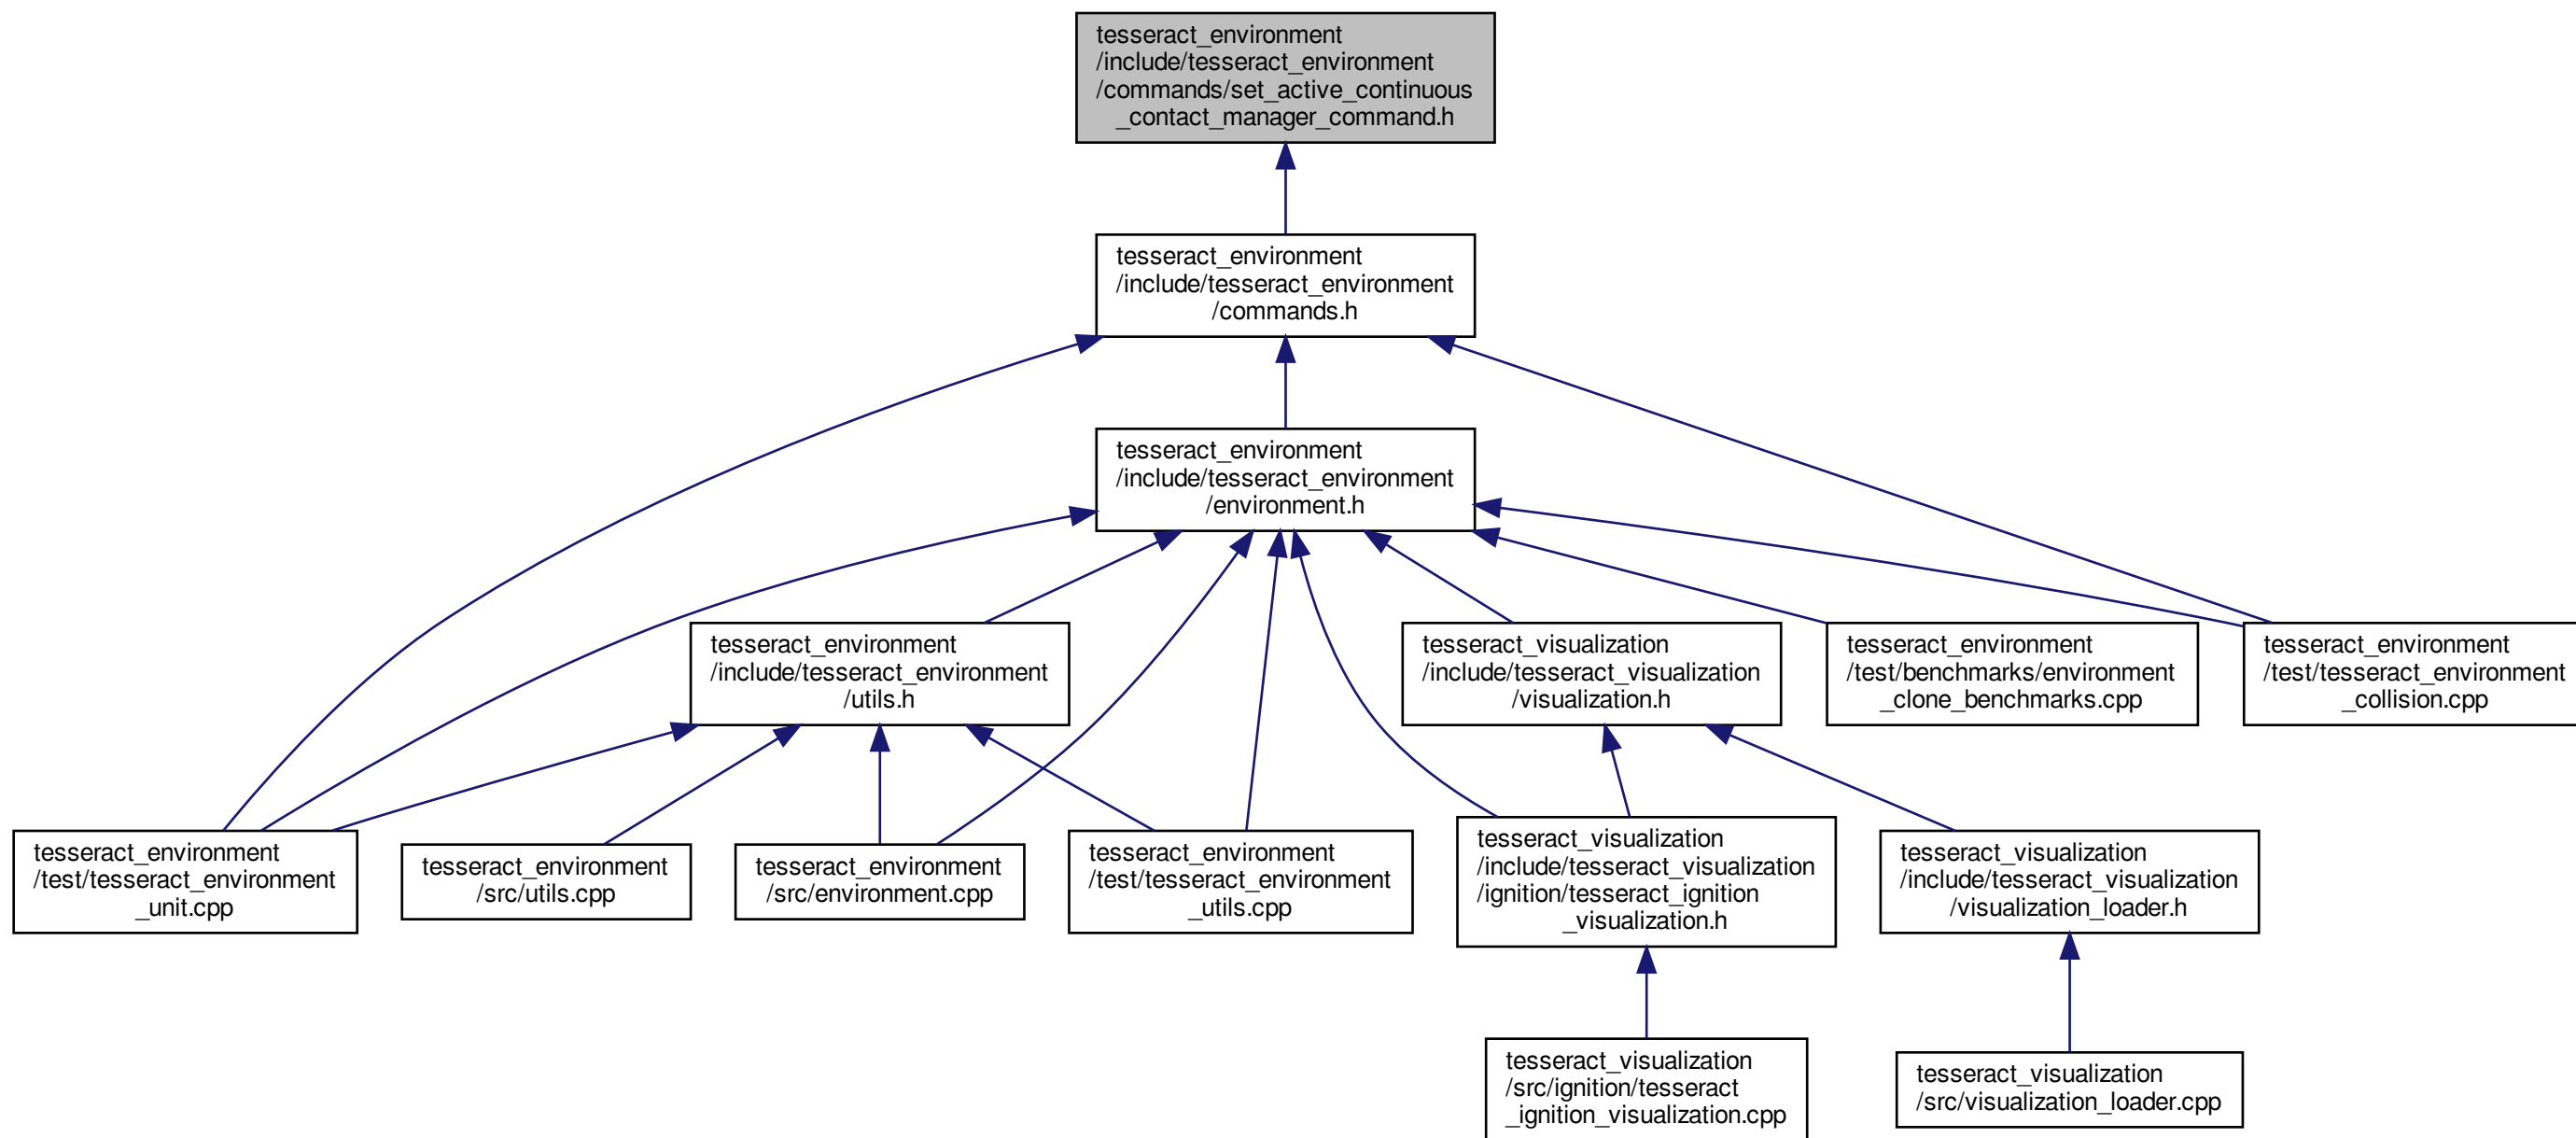 tesseract_environment
/include/tesseract_environment
/commands/set_active_continuous
_contact_manager_command.h
tesseract_environment
/include/tesseract_environment
/commands.h
tesseract_environment
/include/tesseract_environment
/environment.h
tesseract_environment
/include/tesseract_environment
/utils.h
tesseract_visualization
/include/tesseract_visualization
/visualization.h
tesseract_environment
/test/benchmarks/environment
_clone_benchmarks.cpp
tesseract_environment
/test/tesseract_environment
_collision.cpp
tesseract_environment
/test/tesseract_environment
_unit.cpp
tesseract_environment
/src/utils.cpp
tesseract_environment
/src/environment.cpp
tesseract_environment
/test/tesseract_environment
_utils.cpp
tesseract_visualization
/include/tesseract_visualization
/ignition/tesseract_ignition
_visualization.h
tesseract_visualization
/include/tesseract_visualization
/visualization_loader.h
tesseract_visualization
/src/ignition/tesseract
_ignition_visualization.cpp
tesseract_visualization
/src/visualization_loader.cpp